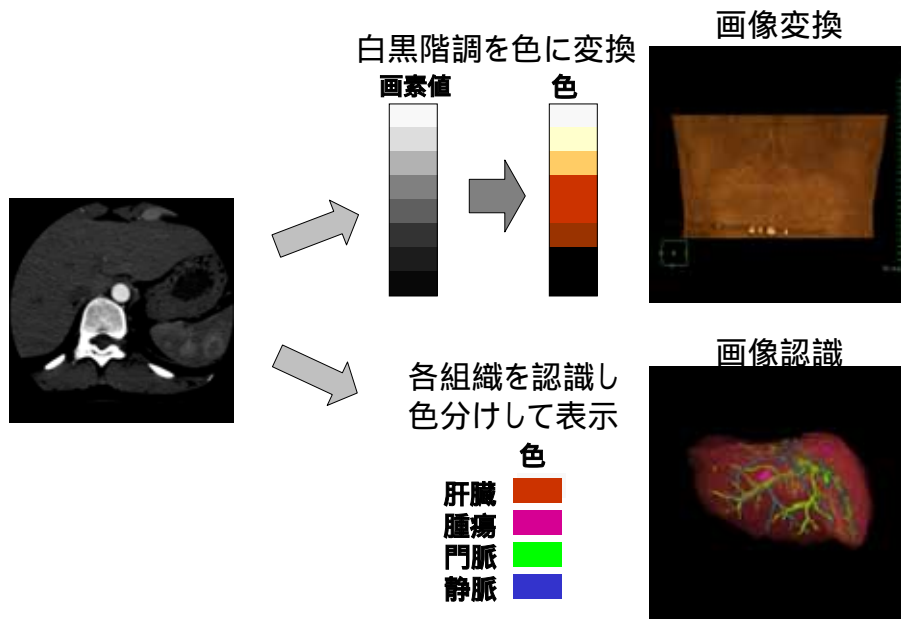 画像変換
白黒階調を色に変換
画素値
色
画像認識
各組織を認識し
色分けして表示
色
肝臓
腫瘍
門脈
静脈